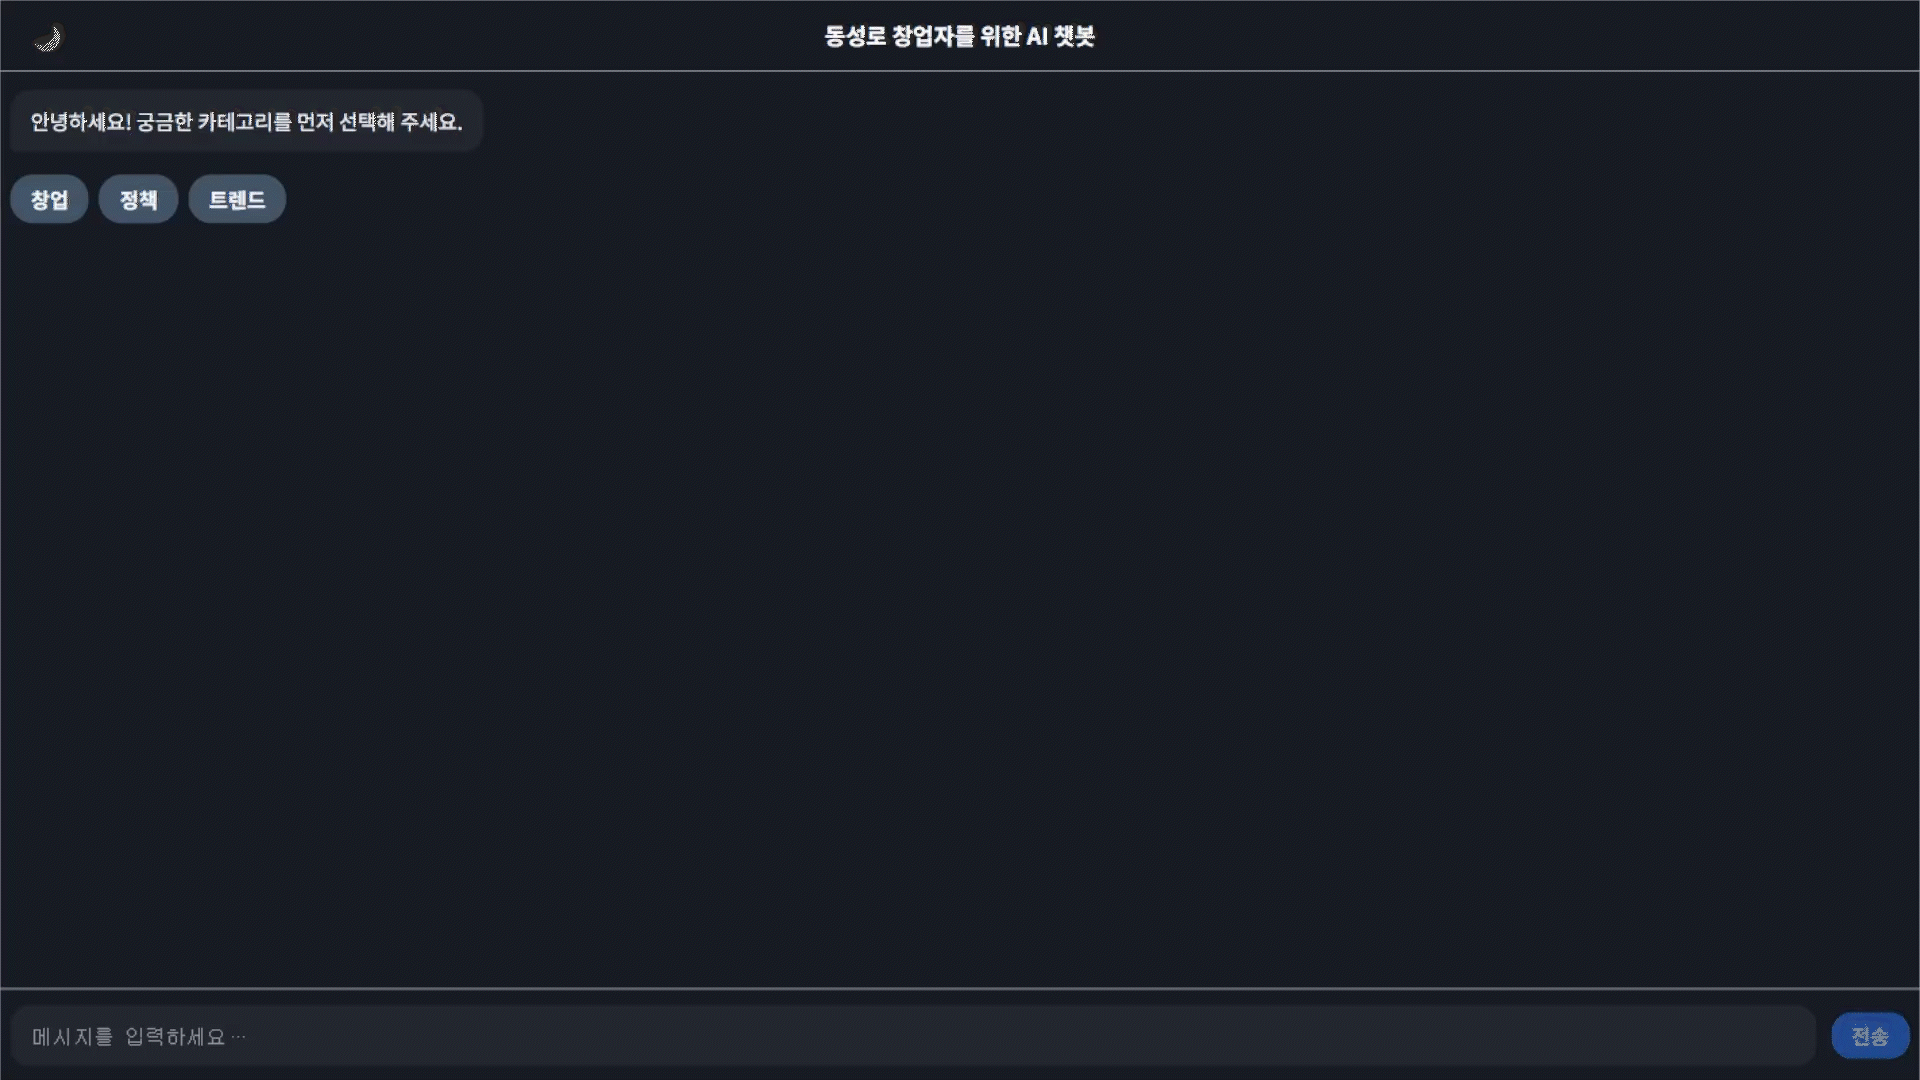 동성로 창업자를 위한 AI 챗봇
안녕하세요! 궁금한 카테고리를 먼저 선택해 주세요.
창업 정책 트렌드
메시지를 입력하세요…
전송